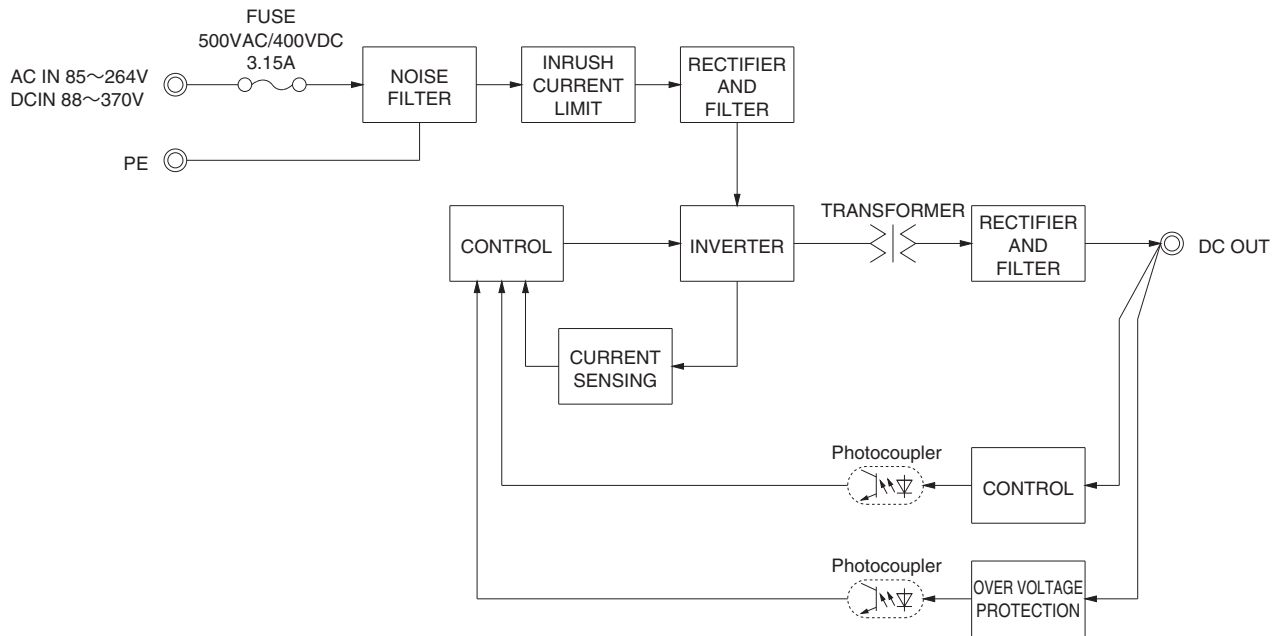 FUSE
500VAC/400VDC
3.15A
AC IN 85～264V
DCIN 88～370V
NOISE
FILTER
INRUSH
CURRENT
LIMIT
RECTIFIER
AND
FILTER
PE
CONTROL
INVERTER
TRANSFORMER
RECTIFIER
AND
FILTER
DC OUT
CURRENT
SENSING
Photocoupler
CONTROL
Photocoupler
OVER VOLTAGE
PROTECTION